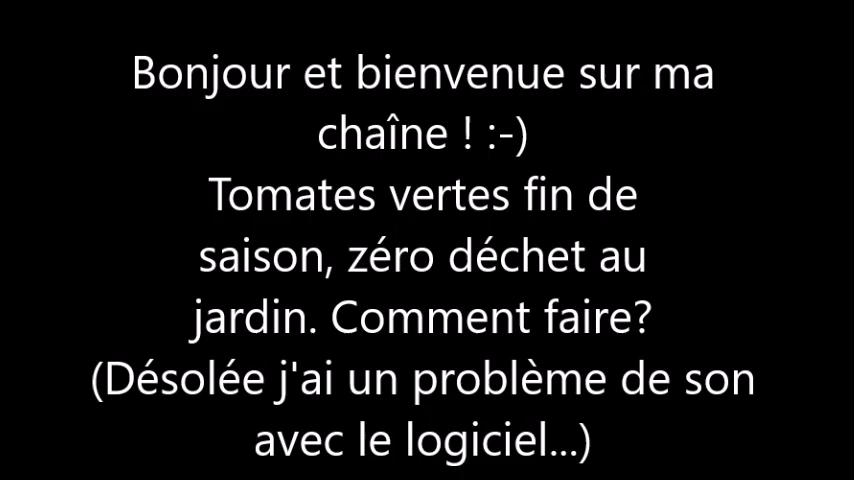 Bonjour et bienvenue sur ma
chaîne ! :-)
Tomates vertes fin de
saison, zéro déchet au
jardin. Comment faire?
(Désolée j'ai un problème de son
avec le logiciel...)